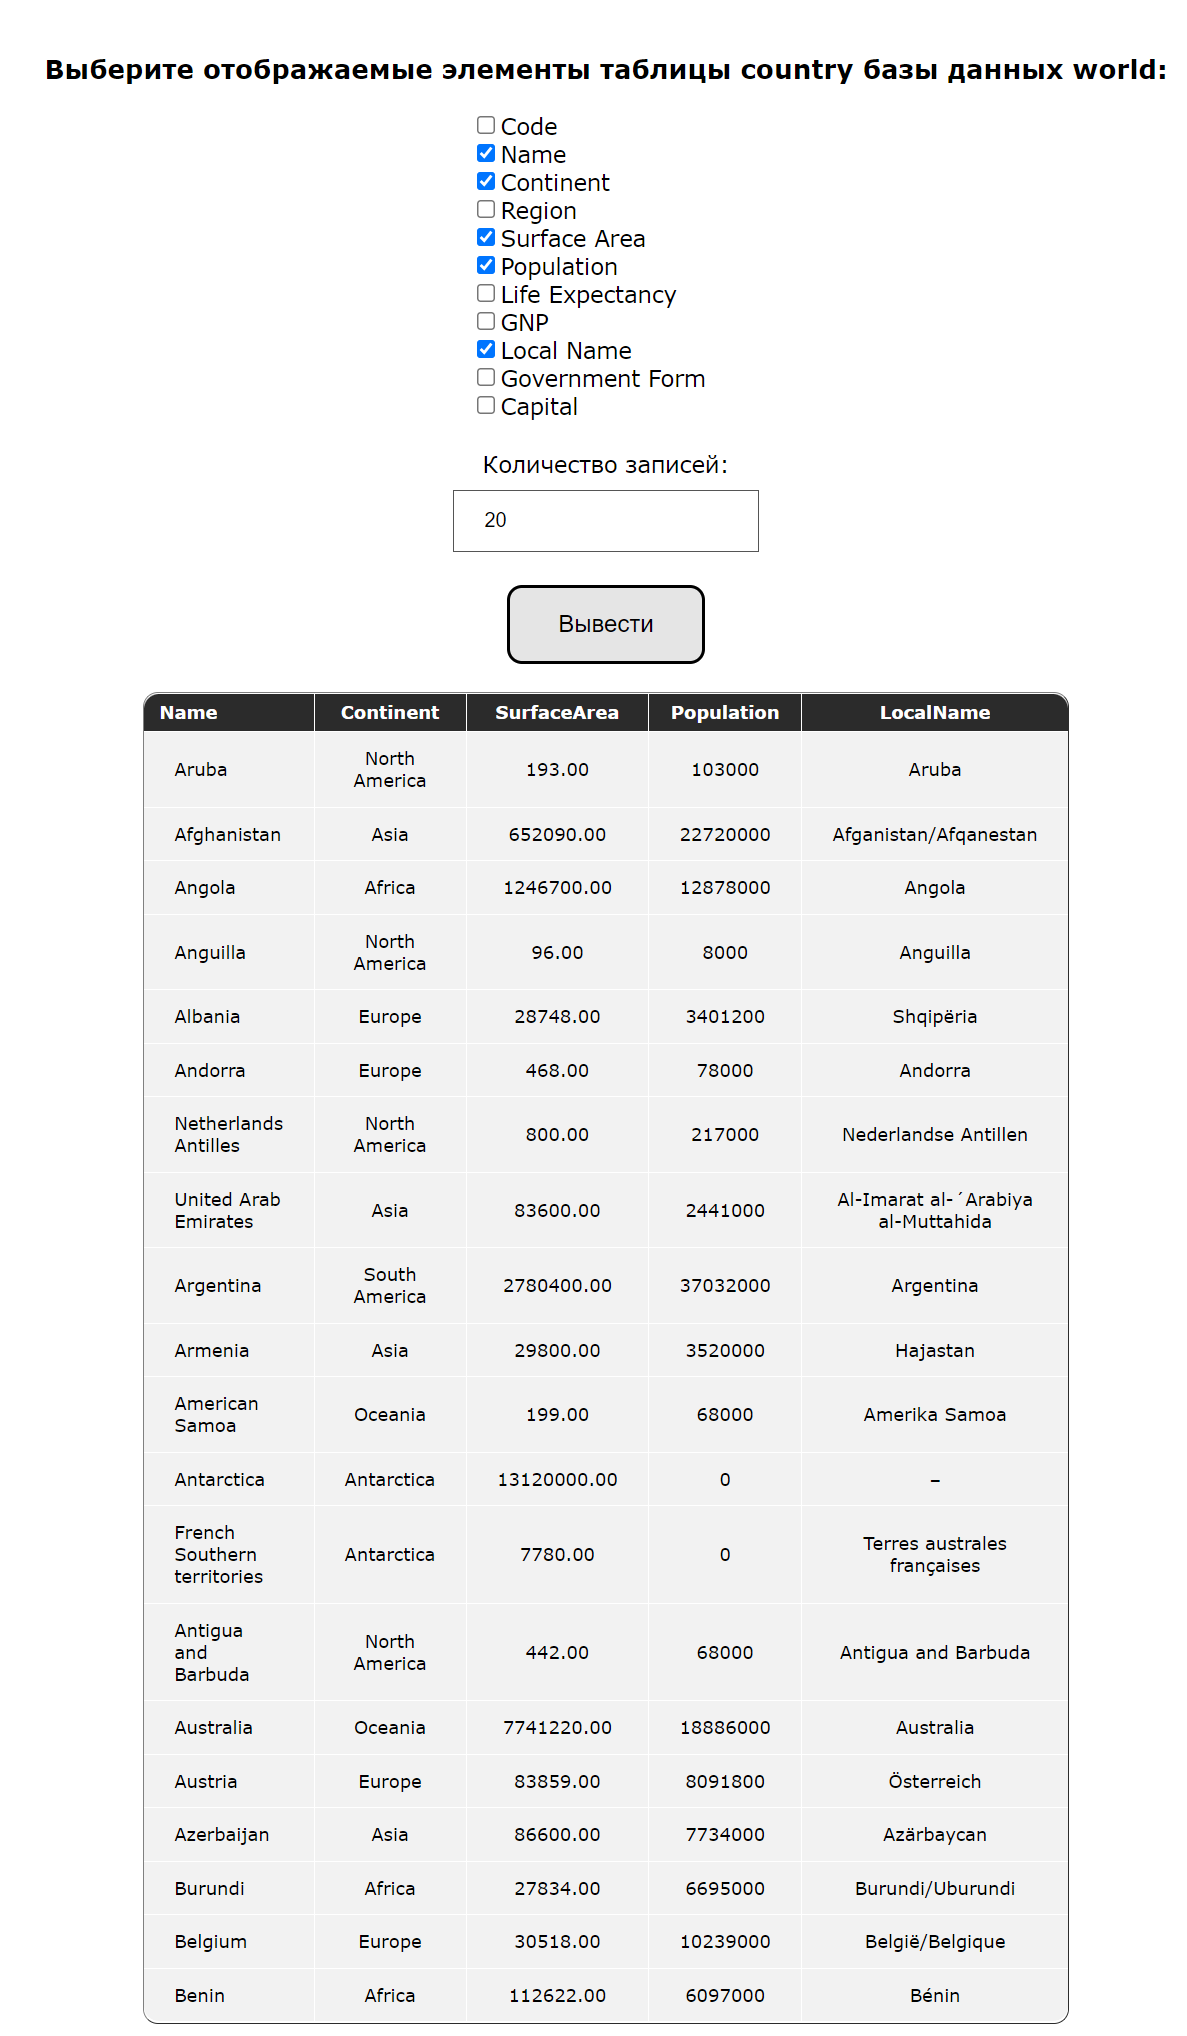 Выберите отображаемые элементы таблицы country базы данных world:
Code
Name
Continent
Region
Surface Area
Population
Life Expectancy
GNP
Local Name
Government Form
Capital
Количество записей:
20
Вывести
Name Continent SurfaceArea Population LocalName
Aruba North America 193.00 103000 Aruba
Afghanistan Asia 652090.00 22720000 Afganistan/Afqanestan
Angola Africa 1246700.00 12878000 Angola
Anguilla North America 96.00 8000 Anguilla
Albania Europe 28748.00 3401200 Shqipëria
Andorra Europe 468.00 78000 Andorra
Netherlands Antilles North America 800.00 217000 Nederlandse Antillen
United Arab Emirates Asia 83600.00 2441000 Al-Imarat al-´Arabiya al-Muttahida
Argentina South America 2780400.00 37032000 Argentina
Armenia Asia 29800.00 3520000 Hajastan
American Samoa Oceania 199.00 68000 Amerika Samoa
Antarctica Antarctica 13120000.00 0 –
French Southern territories Antarctica 7780.00 0 Terres australes françaises
Antigua and Barbuda North America 442.00 68000 Antigua and Barbuda
Australia Oceania 7741220.00 18886000 Australia
Austria Europe 83859.00 8091800 Österreich
Azerbaijan Asia 86600.00 7734000 Azärbaycan
Burundi Africa 27834.00 6695000 Burundi/Uburundi
Belgium Europe 30518.00 10239000 België/Belgique
Benin Africa 112622.00 6097000 Bénin